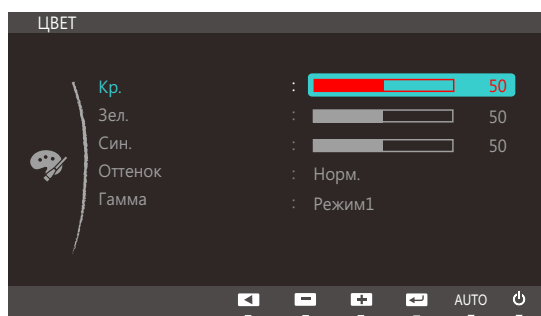 ЦВЕТ
Кр. : 50
Зел. : 50
Син. : 50
Оттенок : Норм.
Гамма : Режим1
AUTO